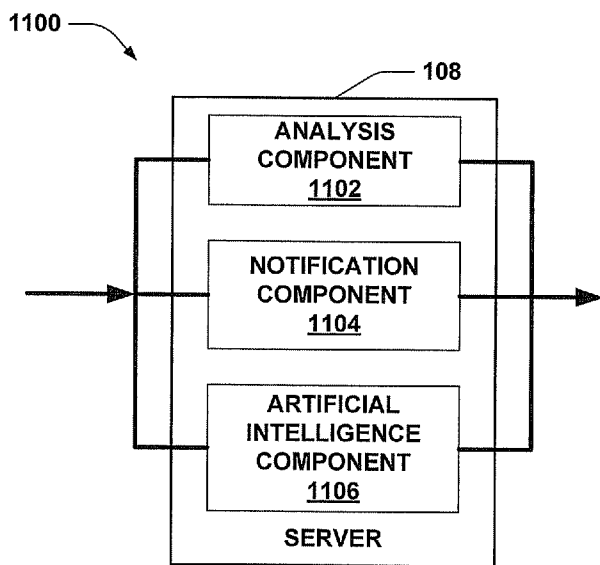 1100
108
ANALYSIS
COMPONENT
1102
NOTIFICATION
COMPONENT
1104
ARTIFICIAL
INTELLIGENCE
COMPONENT
1106
SERVER